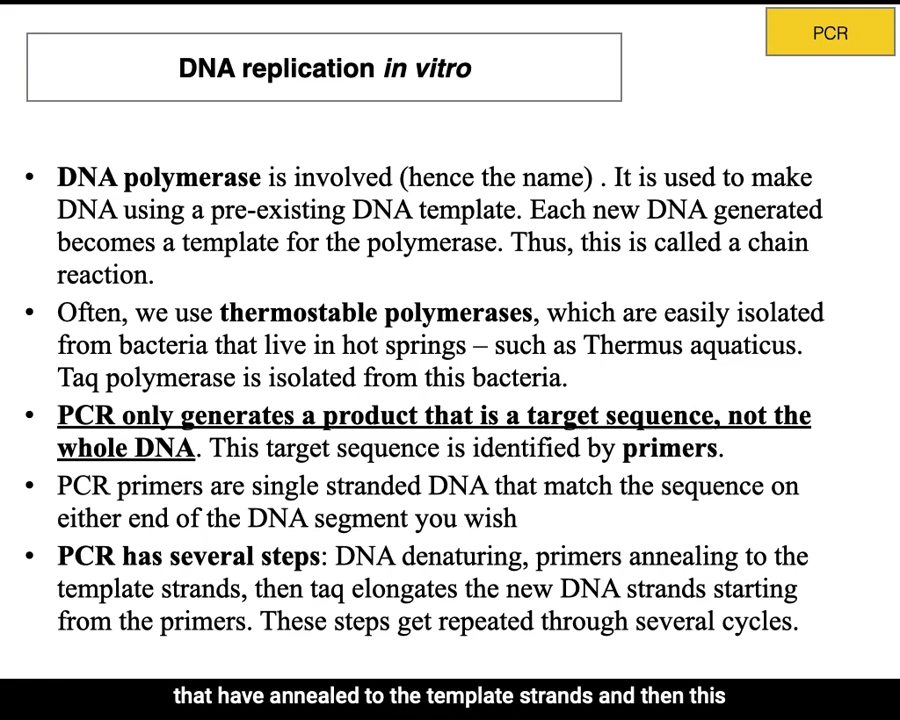 PCR
DNA replication in vitro
• DNA polymerase is involved (hence the name) . It is used to make
DNA using a pre-existing DNA template. Each new DNA generated
becomes a template for the polymerase. Thus, this is called a chain
reaction.
• Often, we use thermostable polymerases, which are easily isolated
from bacteria that live in hot springs – such as Thermus aquaticus.
Taq polymerase is isolated from this bacteria.
• PCR only generates a product that is a target sequence, not the
whole DNA. This target sequence is identified by primers.
• PCR primers are single stranded DNA that match the sequence on
either end of the DNA segment you wish
• PCR has several steps: DNA denaturing, primers annealing to the
template strands, then taq elongates the new DNA strands starting
from the primers. These steps get repeated through several cycles.
that have annealed to the template strands and then this